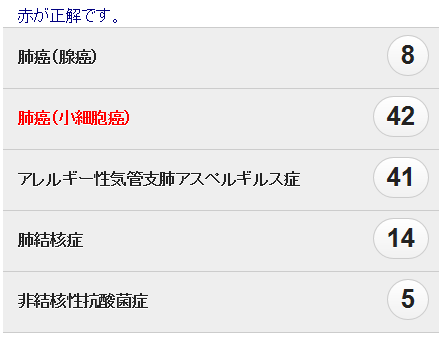 赤が正解です。
肺癌(腺癌) 8
肺癌(小細胞癌) 42
アレルギー性気管支肺アスペルギルス症 41
肺結核症 14
非結核性抗酸菌症 5